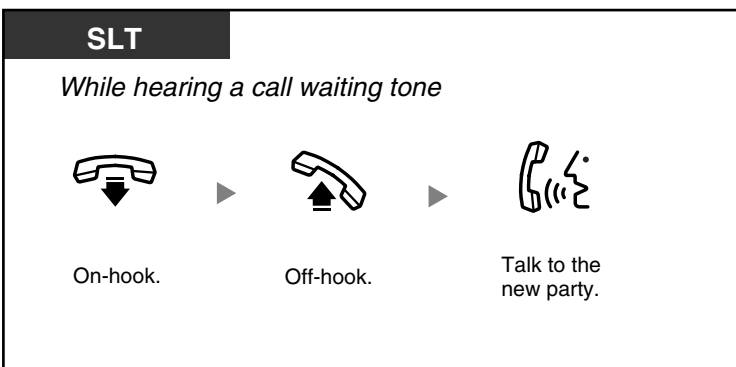 SLT
While hearing a call waiting tone
On-hook.
Off-hook.
Talk to the
new party.